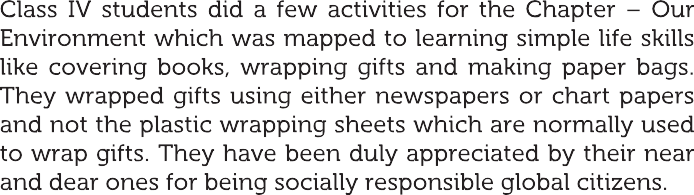 Class IV students did a few activities for the Chapter – Our
Environment which was mapped to learning simple life skills
like covering books, wrapping gifts and making paper bags.
They wrapped gifts using either newspapers or chart papers
and not the plastic wrapping sheets which are normally used
to wrap gifts. They have been duly appreciated by their near
and dear ones for being socially responsible global citizens.